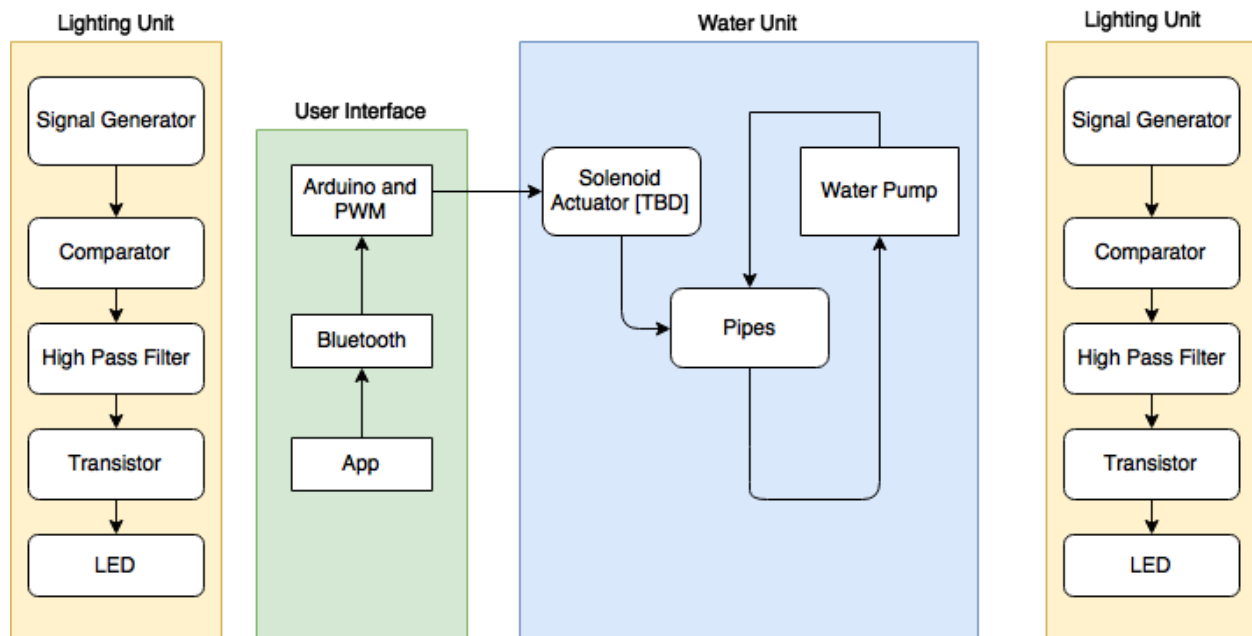 Lighting Unit
Signal Generator
Comparator
High Pass Filter
Transistor
LED
User Interface
Arduino and
PWM
Bluetooth
App
Water Unit
Solenoid
Actuator [TBD]
Water Pump
Pipes
Lighting Unit
Signal Generator
Comparator
High Pass Filter
Transistor
LED